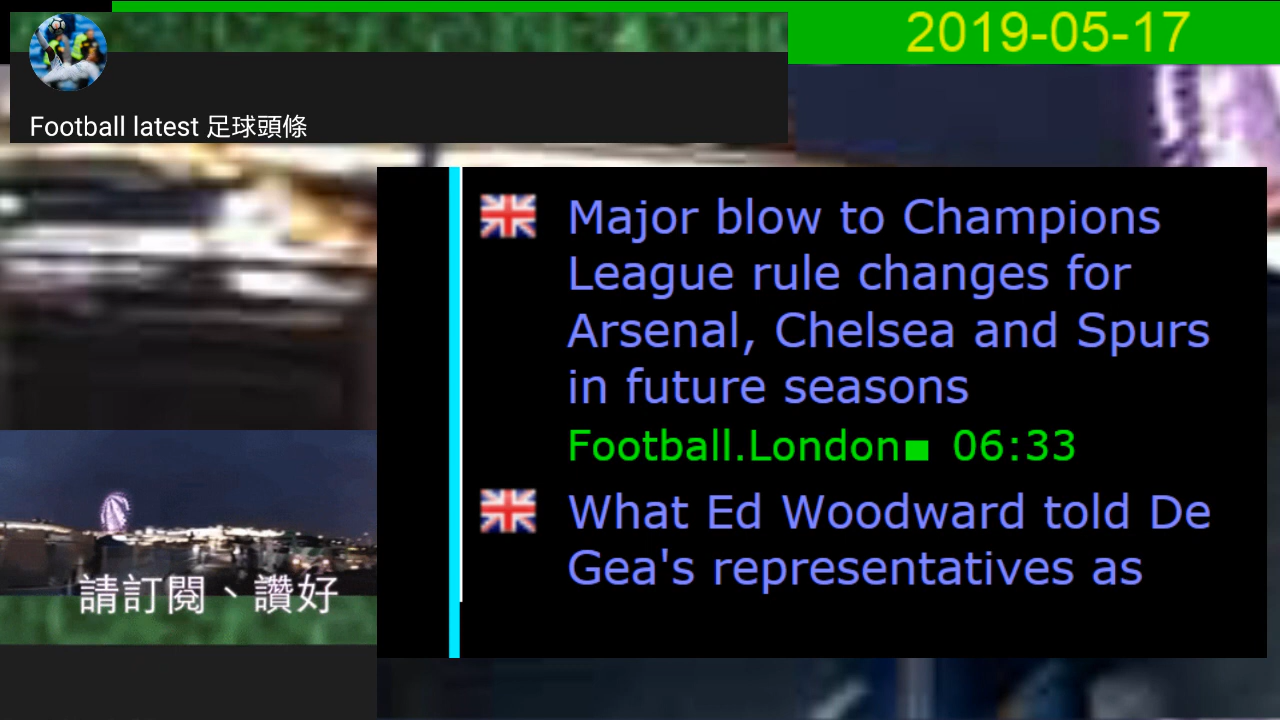 2019-05-17
Football latest 足球頭條
Major blow to Champions
League rule changes for
Arsenal, Chelsea and Spurs
in future seasons
Football.London■ 06:33
What Ed Woodward told De
Gea's representatives as
請訂閱、讚好